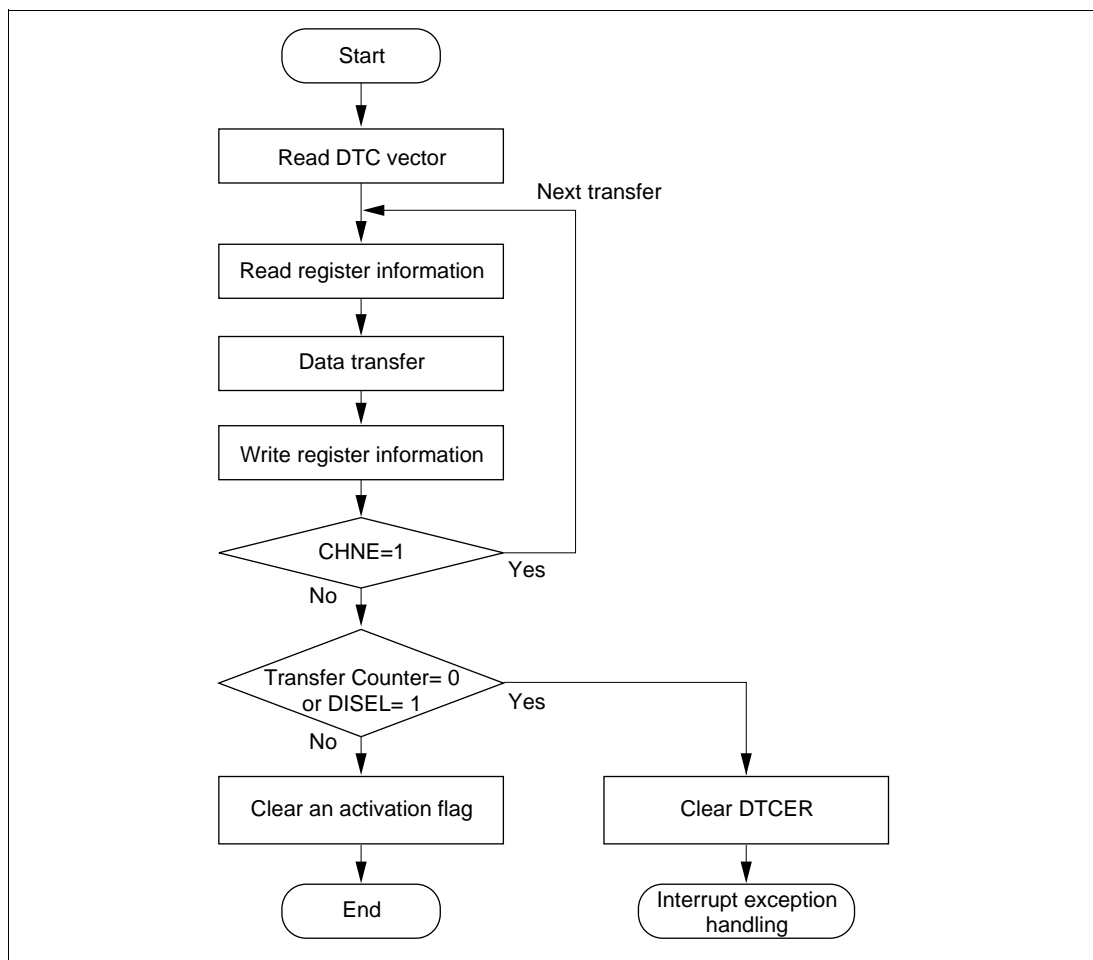 Start
Read DTC vector
Next transfer
Read register information
Data transfer
Write register information
CHNE=1
Yes
No
Transfer Counter= 0
or DISEL= 1
Yes
No
Clear an activation flag
Clear DTCER
End
Interrupt exception
handling